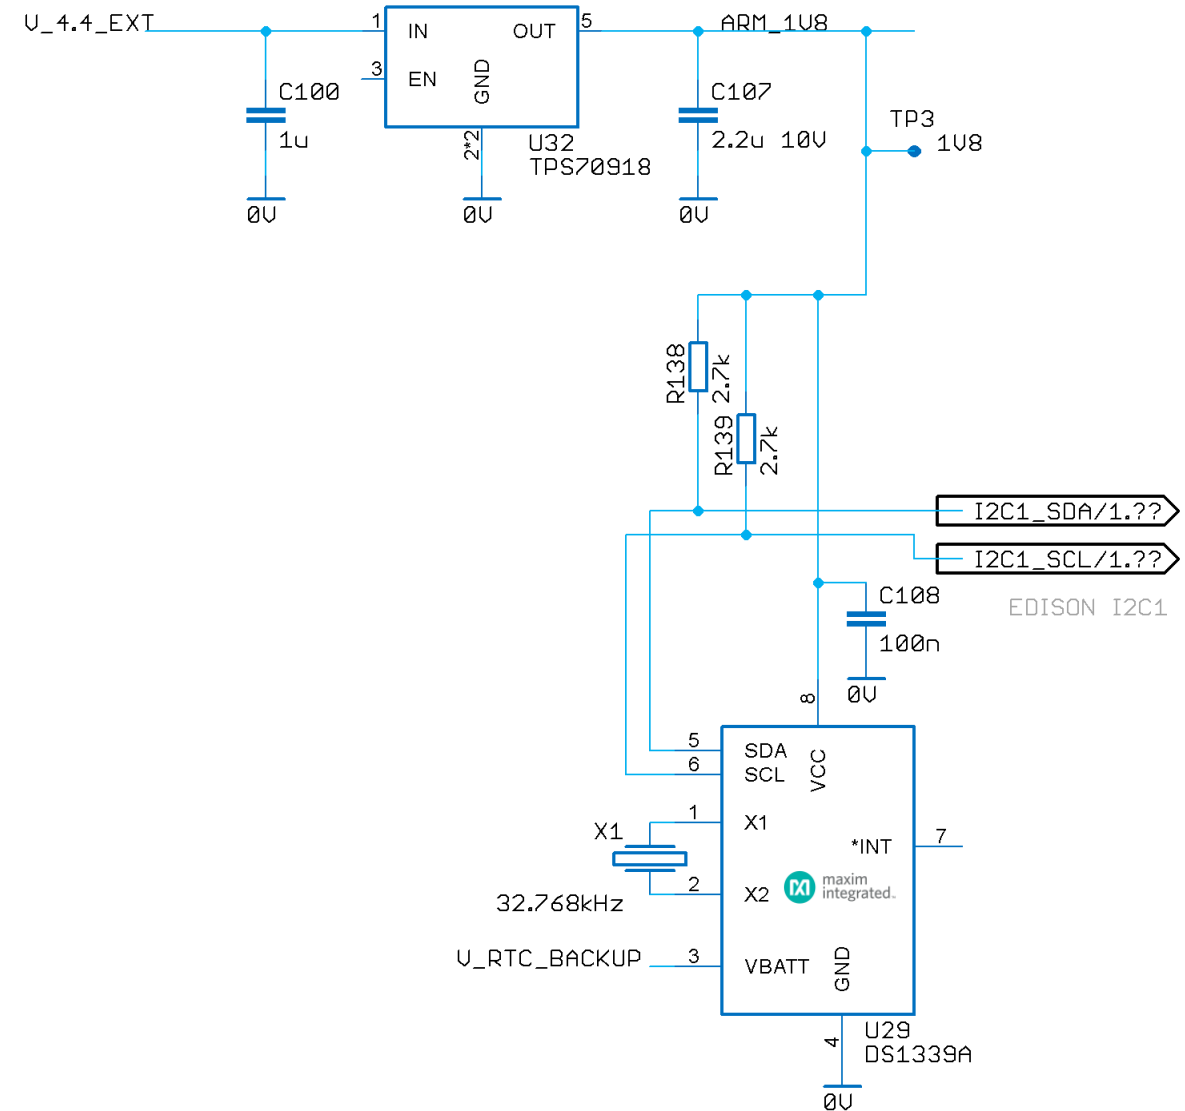 V_4.4_EXT
1
IN
OUT
5
ARM_1V8
3
EN
GND
C100
1u
2*2
U32
TPS70918
C107
2.2u 10V
TP3
1V8
0V
0V
0V
R138
2.7k
R139
2.7k
I2C1_SDA/1.??
I2C1_SCL/1.??
EDISON I2C1
C108
100n
0V
8
5
SDA
6
SCL
VCC
1
X1
X1
*INT
7
2
X2
maxim
integrated™
32.768kHz
V_RTC_BACKUP
3
VBATT
GND
4
U29
DS1339A
0V